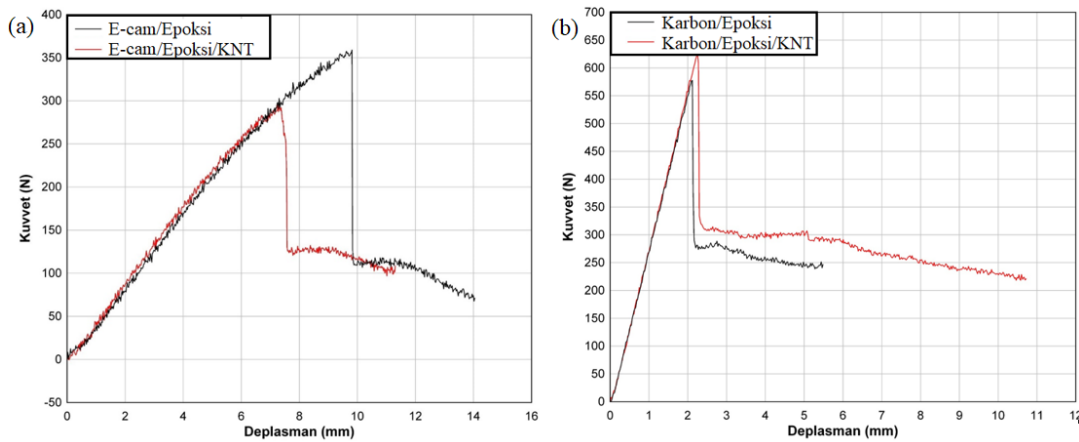 (a)
E-cam/Epoksi
E-cam/Epoksi/KNT
400
350
300
250
200
150
100
50
0
-50
Kuvvet (N)
0 2 4 6 8 10 12 14 16
Deplasman (mm)
(b)
Karbon/Epoksi
Karbon/Epoksi/KNT
700
650
600
550
500
450
400
350
300
250
200
150
100
50
0
Kuvvet (N)
0 1 2 3 4 5 6 7 8 9 10 11 12
Deplasman (mm)